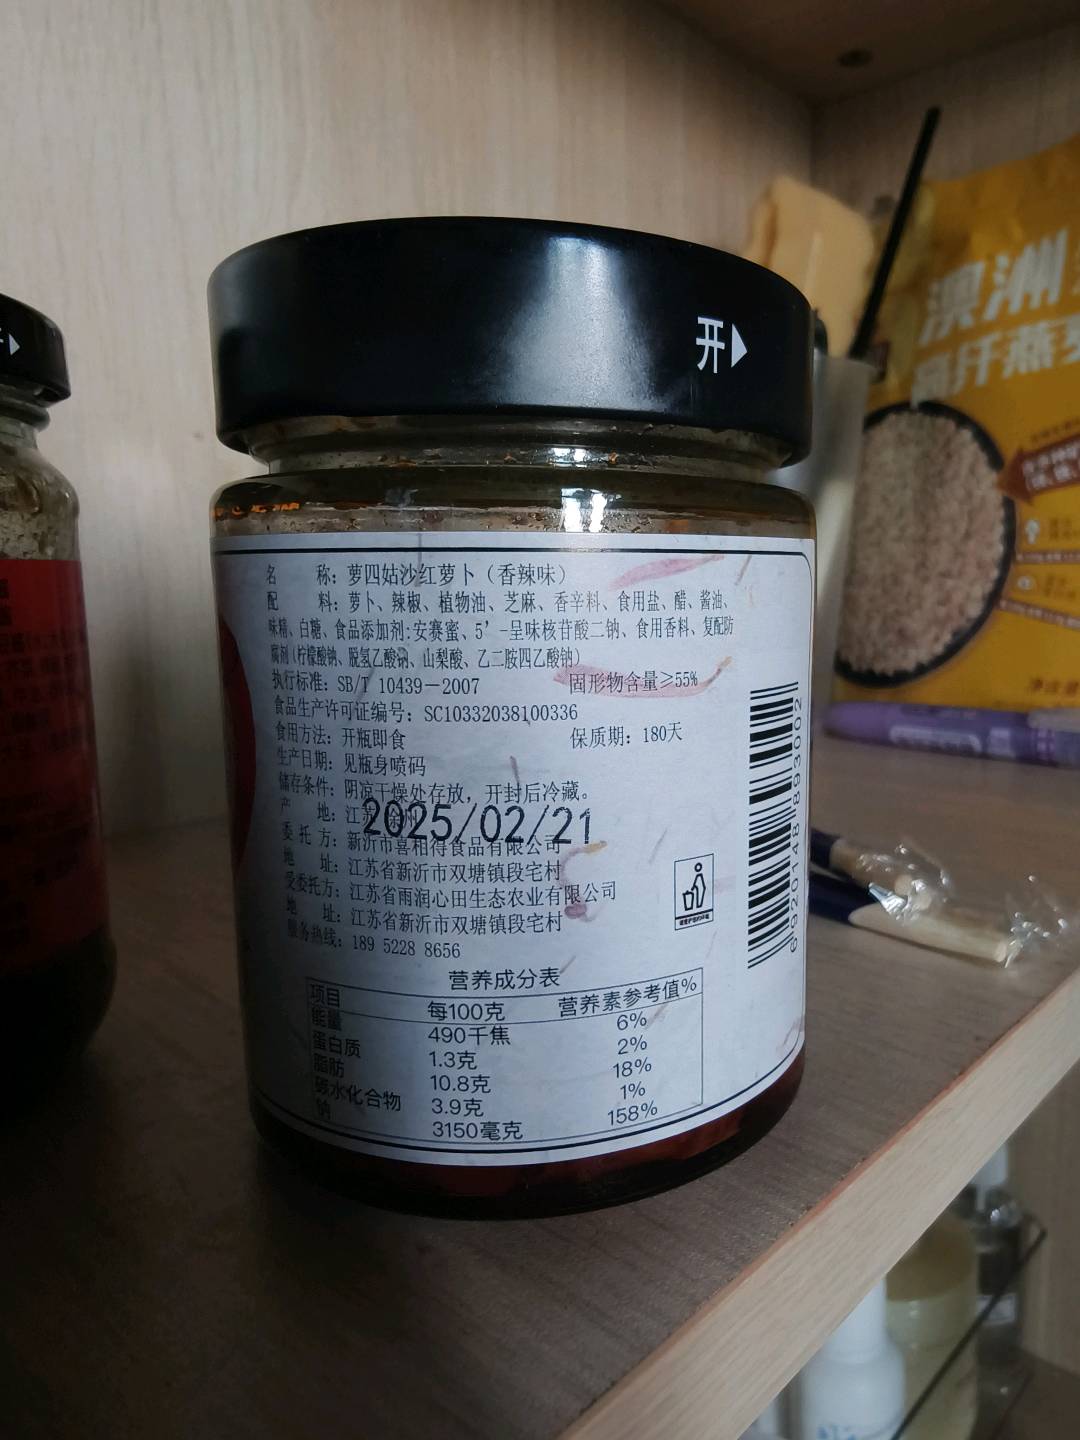 开
名 称：萝四姑沙红萝卜（香辣味）
配 料：萝卜、辣椒、植物油、芝麻、香辛料、食用盐、醋、酱油、
味精、白糖、食品添加剂:安赛蜜、5’-呈味核苷酸二钠、食用香料、复配防
腐剂(柠檬酸钠、脱氢乙酸钠、山梨酸、乙二胺四乙酸钠)
执行标准：SB/T 10439－2007 固形物含量≥55%
食品生产许可证编号：SC10332038100336
食用方法：开瓶即食 保质期：180天
生产日期：见瓶身喷码
储存条件：阴凉干燥处存放，开封后冷藏。
产 地：江苏徐州
2025/02/21
委 托 方：新沂市喜相得食品有限公司
地 址：江苏省新沂市双塘镇段宅村
受委托方：江苏省雨润心田生态农业有限公司
地 址：江苏省新沂市双塘镇段宅村
服务热线：189 5228 8656
营养成分表
项目 每100克 营养素参考值%
能量 490千焦 6%
蛋白质 1.3克 2%
脂肪 10.8克 18%
碳水化合物 3.9克 1%
钠 3150毫克 158%
6920148893002
澳洲
高纤燕麦